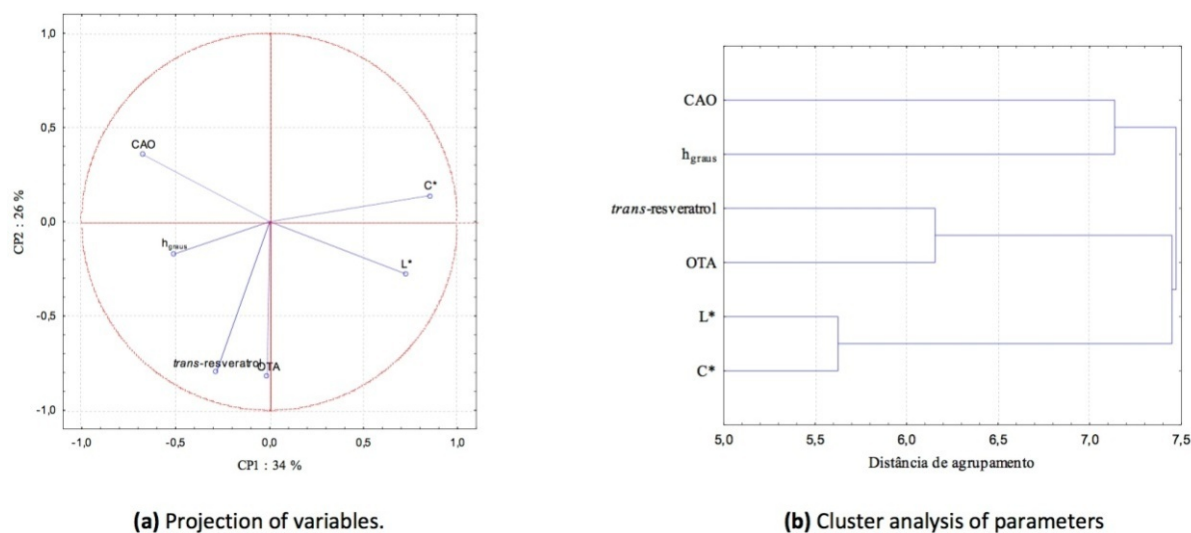 1,0
0,5
0,0
-0,5
-1,0
CP2 : 26 %
CAO
C*
h_graus
L*
trans-resveratrol
OTA
-1,0 -0,5 0,0 0,5 1,0
CP1 : 34 %
(a) Projection of variables.
CAO
h_graus
trans-resveratrol
OTA
L*
C*
5,0 5,5 6,0 6,5 7,0 7,5
Distância de agrupamento
(b) Cluster analysis of parameters